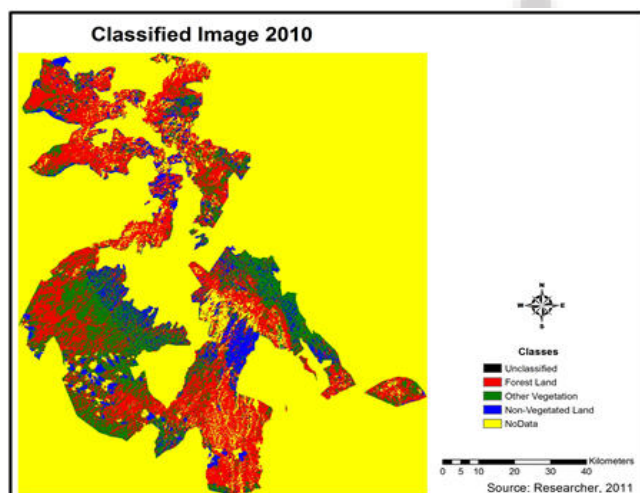 Classified Image 2010
N
W E
S
Classes
Unclassified
Forest Land
Other Vegetation
Non-Vegetated Land
NoData
Kilometers
0 5 10 20 30 40
Source: Researcher, 2011